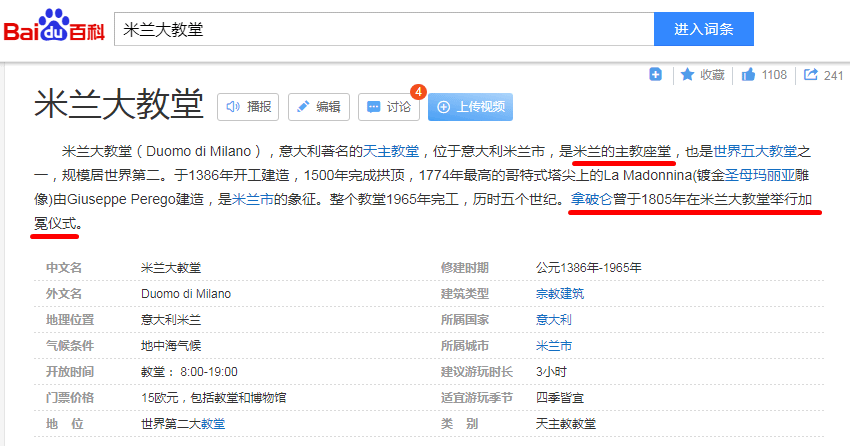 Bai du 百科
米兰大教堂
进入词条
收藏 1108 241
米兰大教堂 播报 编辑 讨论 4 上传视频
米兰大教堂（Duomo di Milano），意大利著名的天主教堂，位于意大利米兰市，是米兰的主教座堂，也是世界五大教堂之
一，规模居世界第二。于1386年开工建造，1500年完成拱顶，1774年最高的哥特式塔尖上的La Madonnina(镀金圣母玛丽亚雕
像)由Giuseppe Perego建造，是米兰市的象征。整个教堂1965年完工，历时五个世纪。拿破仑曾于1805年在米兰大教堂举行加
冕仪式。
中文名 米兰大教堂 修建时期 公元1386年-1965年
外文名 Duomo di Milano 建筑类型 宗教建筑
地理位置 意大利米兰 所属国家 意大利
气候条件 地中海气候 所属城市 米兰市
开放时间 教堂： 8:00-19:00 建议游玩时长 3小时
门票价格 15欧元，包括教堂和博物馆 适宜游玩季节 四季皆宜
地 位 世界第二大教堂 类 别 天主教教堂